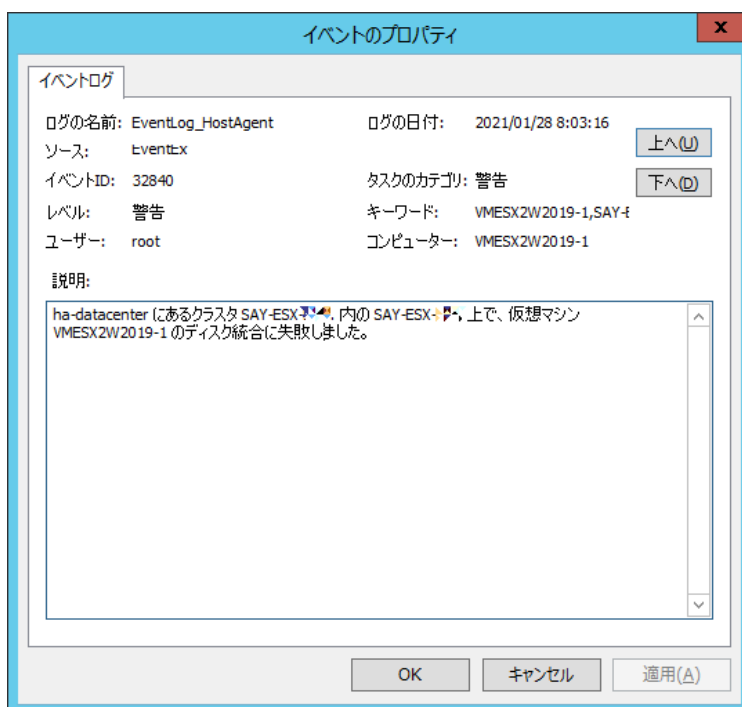 イベントのプロパティ
x
イベントログ
ログの名前: EventLog_HostAgent ログの日付: 2021/01/28 8:03:16
上へ(U)
ソース: EventEx
イベントID: 32840 タスクのカテゴリ: 警告
下へ(D)
レベル: 警告 キーワード: VMESX2W2019-1,SAY-E
ユーザー: root コンピューター: VMESX2W2019-1
説明:
ha-datacenter にあるクラスタ SAY-ESX 内の SAY-ESX 上で、仮想マシン
VMESX2W2019-1 のディスク統合に失敗しました。
OK キャンセル 適用(A)